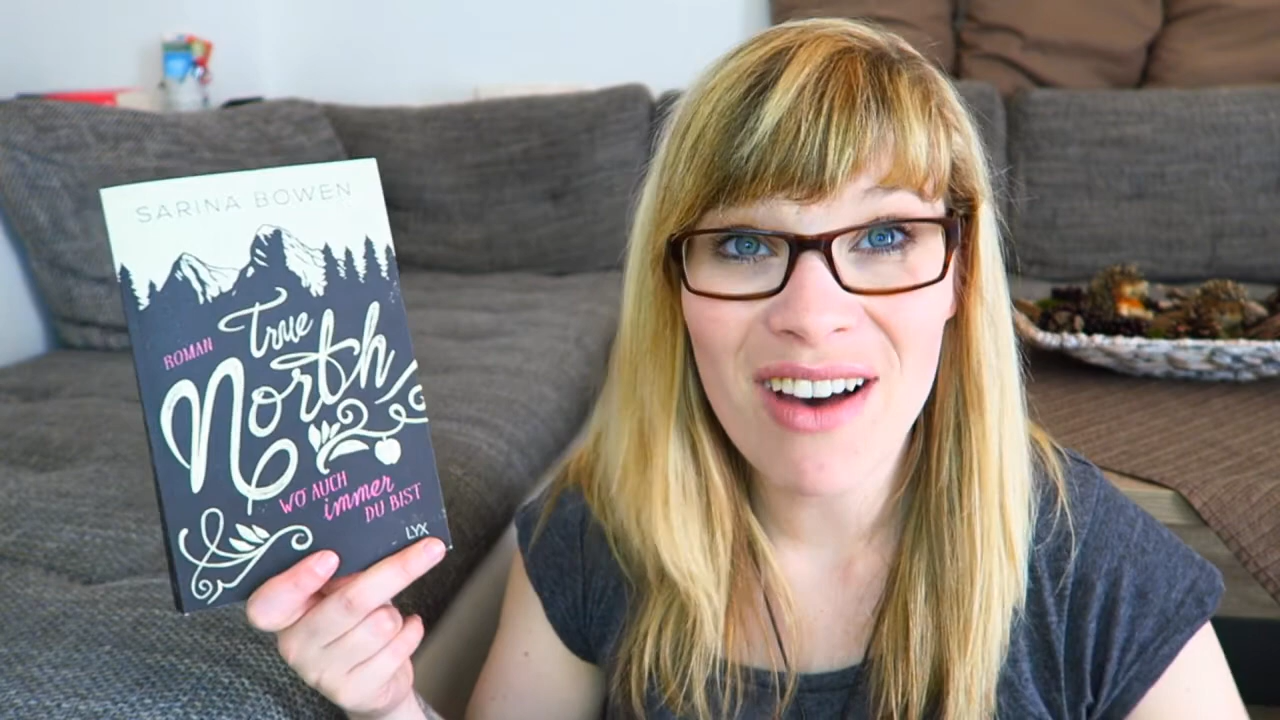 SARINA BOWEN
True
ROMAN
North
WO AUCH
immer
DU BIST
LYX